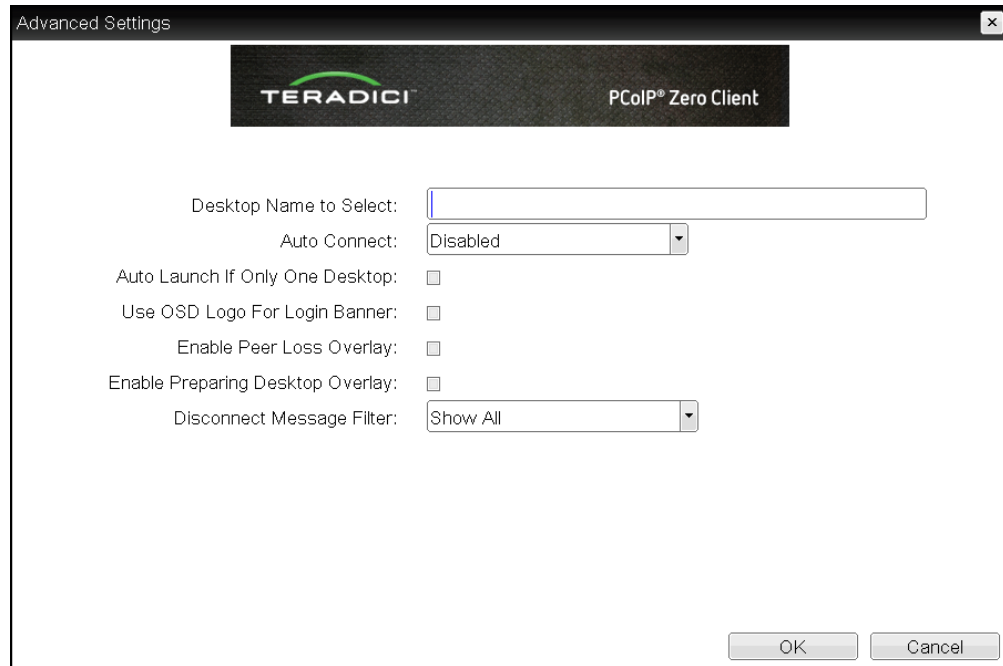 Advanced Settings
TERADICI™ PCoIP® Zero Client
Desktop Name to Select:
Auto Connect: Disabled
Auto Launch If Only One Desktop:
Use OSD Logo For Login Banner:
Enable Peer Loss Overlay:
Enable Preparing Desktop Overlay:
Disconnect Message Filter: Show All
OK Cancel